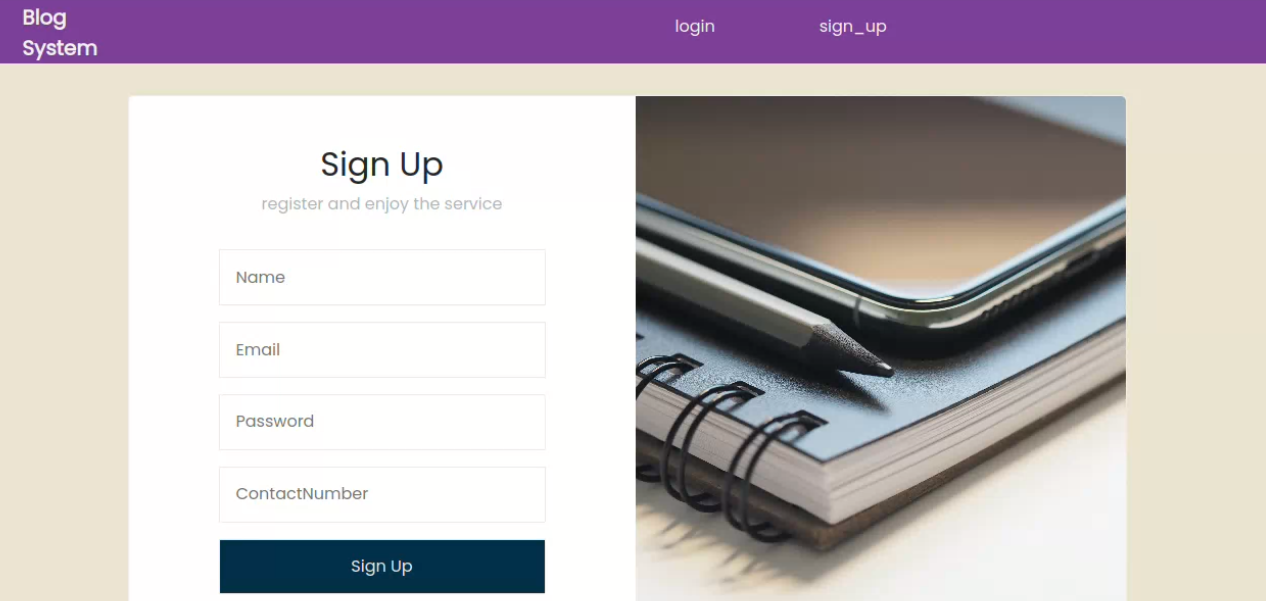 Blog
System
login
sign_up
Sign Up
register and enjoy the service
Name
Email
Password
ContactNumber
Sign Up